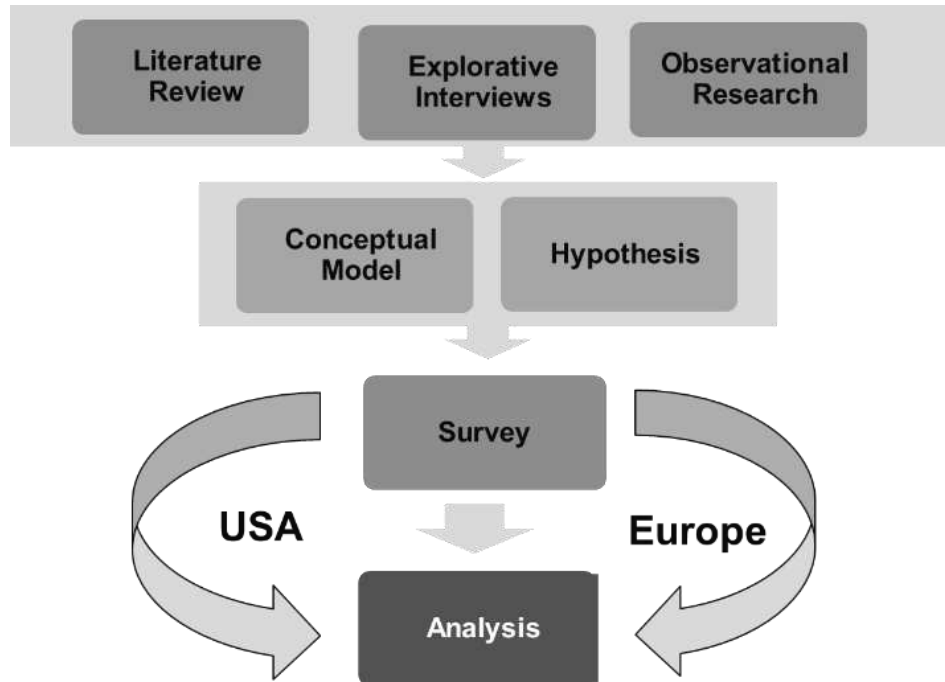 Literature
Review
Explorative
Interviews
Observational
Research
Conceptual
Model
Hypothesis
Survey
USA
Europe
Analysis